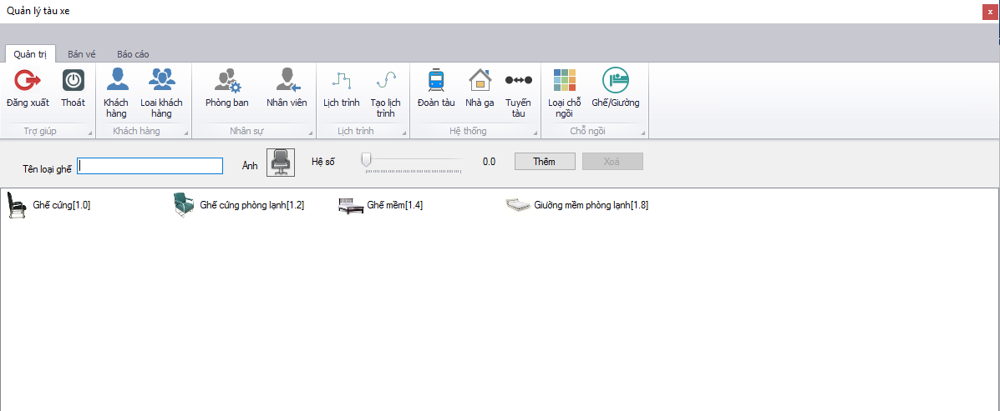 Quản lý tàu xe
x
Quản trị Bán vé Báo cáo
Đăng xuất Thoát Khách hàng Loại khách hàng Phòng ban Nhân viên Lịch trình Tạo lịch trình Đoàn tàu Nhà ga Tuyến tàu Loại chỗ ngồi Ghế/Giường
Trợ giúp Khách hàng Nhân sự Lịch trình Hệ thống Chỗ ngồi
Tên loại ghế Ảnh Hệ số 0.0 Thêm Xoá
Ghế cứng[1.0] Ghế cứng phòng lạnh[1.2] Ghế mềm[1.4] Giường mềm phòng lạnh[1.8]